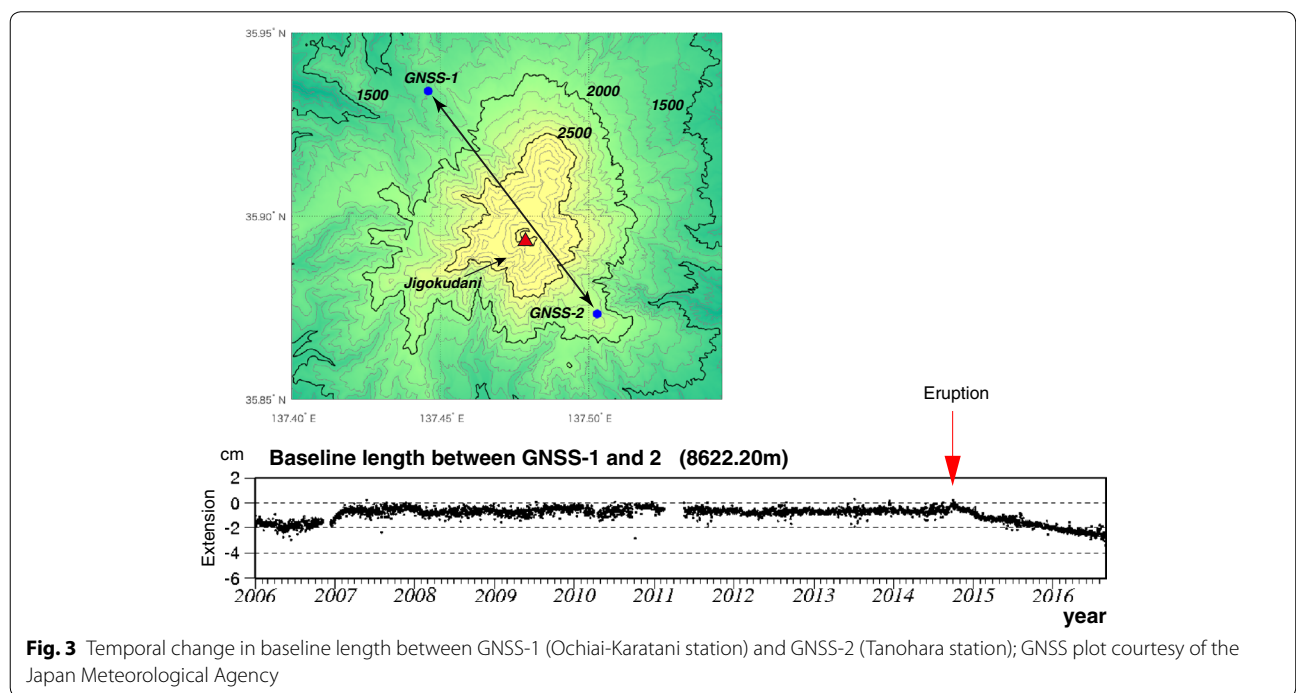 35.95° N
GNSS-1
1500
2000
1500
2500
35.90° N
Jigokudani
GNSS-2
35.85° N
137.40° E
137.45° E
137.50° E
Eruption
cm
Baseline length between GNSS-1 and 2 (8622.20m)
2
0
-2
-4
-6
Extension
2006 2007 2008 2009 2010 2011 2012 2013 2014 2015 2016
year
Fig. 3 Temporal change in baseline length between GNSS-1 (Ochiai-Karatani station) and GNSS-2 (Tanohara station); GNSS plot courtesy of the
Japan Meteorological Agency